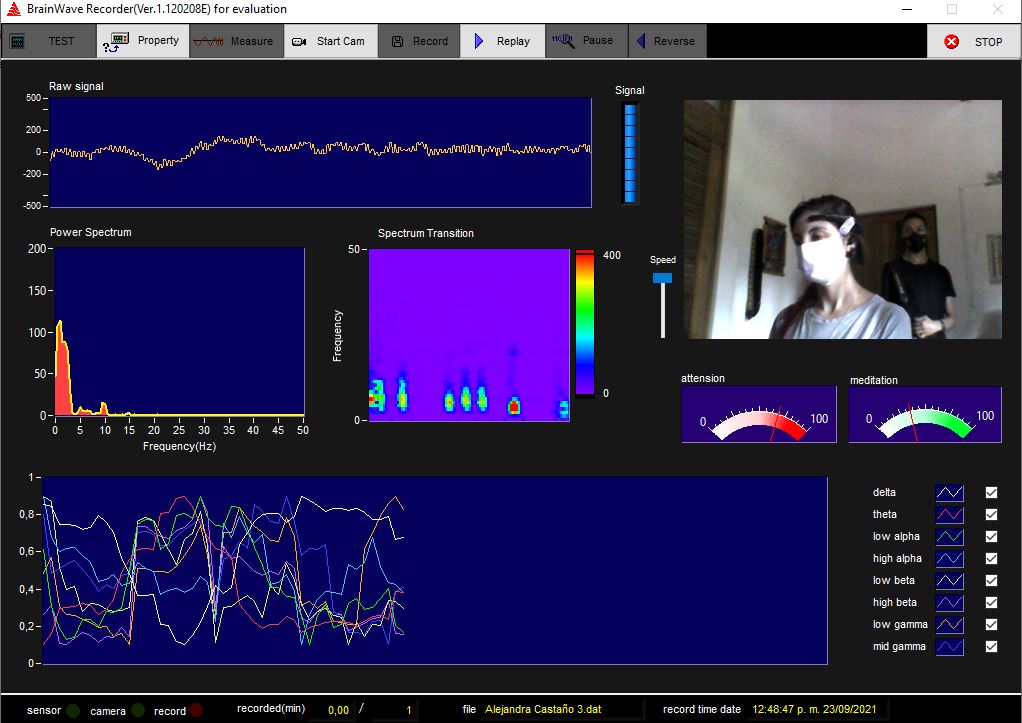 BrainWave Recorder(Ver.1.120208E) for evaluation
TEST Property Measure Start Cam Record Replay Pause Reverse STOP
Raw signal
500
200
0
-200
-500
Signal
Power Spectrum
200
150
100
50
0
0 5 10 15 20 25 30 35 40 45 50
Frequency(Hz)
Spectrum Transition
50
Frequency
0
400
0
Speed
attension
0 100
meditation
0 100
1
0,8
0,6
0,4
0,2
0
delta
theta
low alpha
high alpha
low beta
high beta
low gamma
mid gamma
sensor camera record recorded(min) 0,00 / 1 file Alejandra Castaño 3.dat record time date 12:48:47 p. m. 23/09/2021